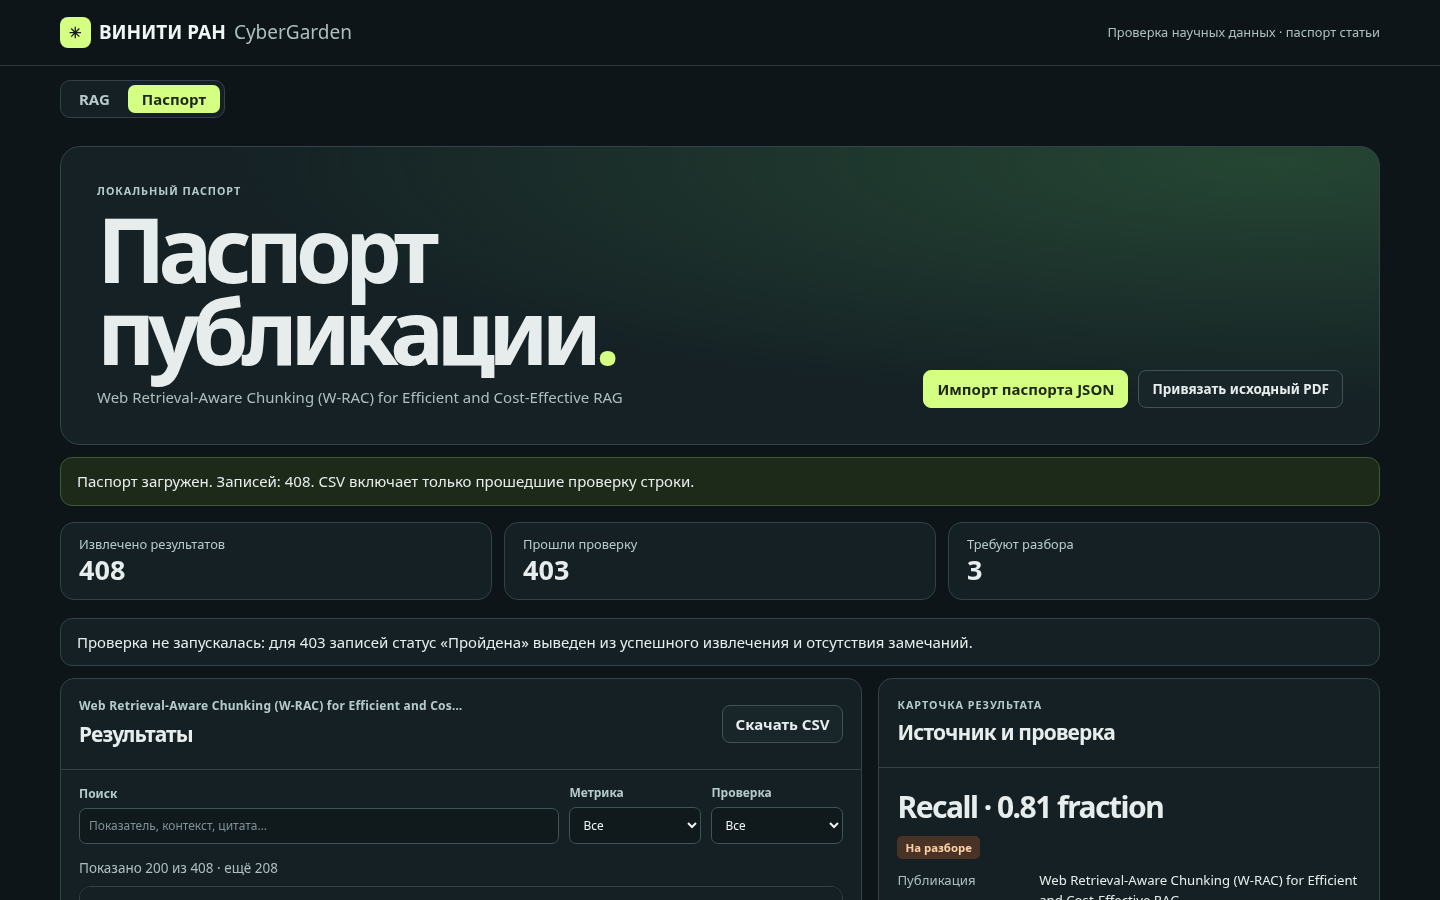 ВИНИТИ РАН CyberGarden
Проверка научных данных · паспорт статьи
RAG
Паспорт
ЛОКАЛЬНЫЙ ПАСПОРТ
Паспорт
публикации.
Web Retrieval-Aware Chunking (W-RAC) for Efficient and Cost-Effective RAG
Импорт паспорта JSON
Привязать исходный PDF
Паспорт загружен. Записей: 408. CSV включает только прошедшие проверку строки.
Извлечено результатов
408
Прошли проверку
403
Требуют разбора
3
Проверка не запускалась: для 403 записей статус «Пройдена» выведен из успешного извлечения и отсутствия замечаний.
Web Retrieval-Aware Chunking (W-RAC) for Efficient and Cos...
Результаты
Скачать CSV
Поиск
Показатель, контекст, цитата...
Метрика
Все
Проверка
Все
Показано 200 из 408 · ещё 208
КАРТОЧКА РЕЗУЛЬТАТА
Источник и проверка
Recall · 0.81 fraction
На разборе
Публикация
Web Retrieval-Aware Chunking (W-RAC) for Efficient
and Cost-Effective RAG